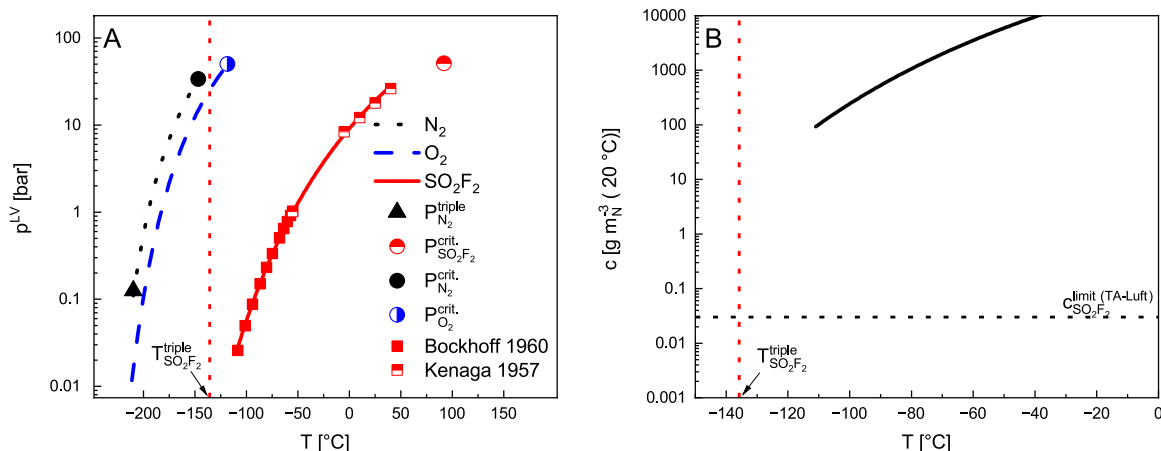 A
100
10
1
0.1
0.01
p^LV [bar]
−200
−150
−100
−50
0
50
100
150
T [°C]
T^triple_SO2F2
N2
O2
SO2F2
P^triple_N2
P^crit._SO2F2
P^crit._N2
P^crit._O2
Bockhoff 1960
Kenaga 1957
B
10000
1000
100
10
1
0.1
0.01
0.001
c [g m_N^-3 ( 20 °C)]
c^limit (TA-Luft)_SO2F2
T^triple_SO2F2
−140
−120
−100
−80
−60
−40
−20
0
T [°C]